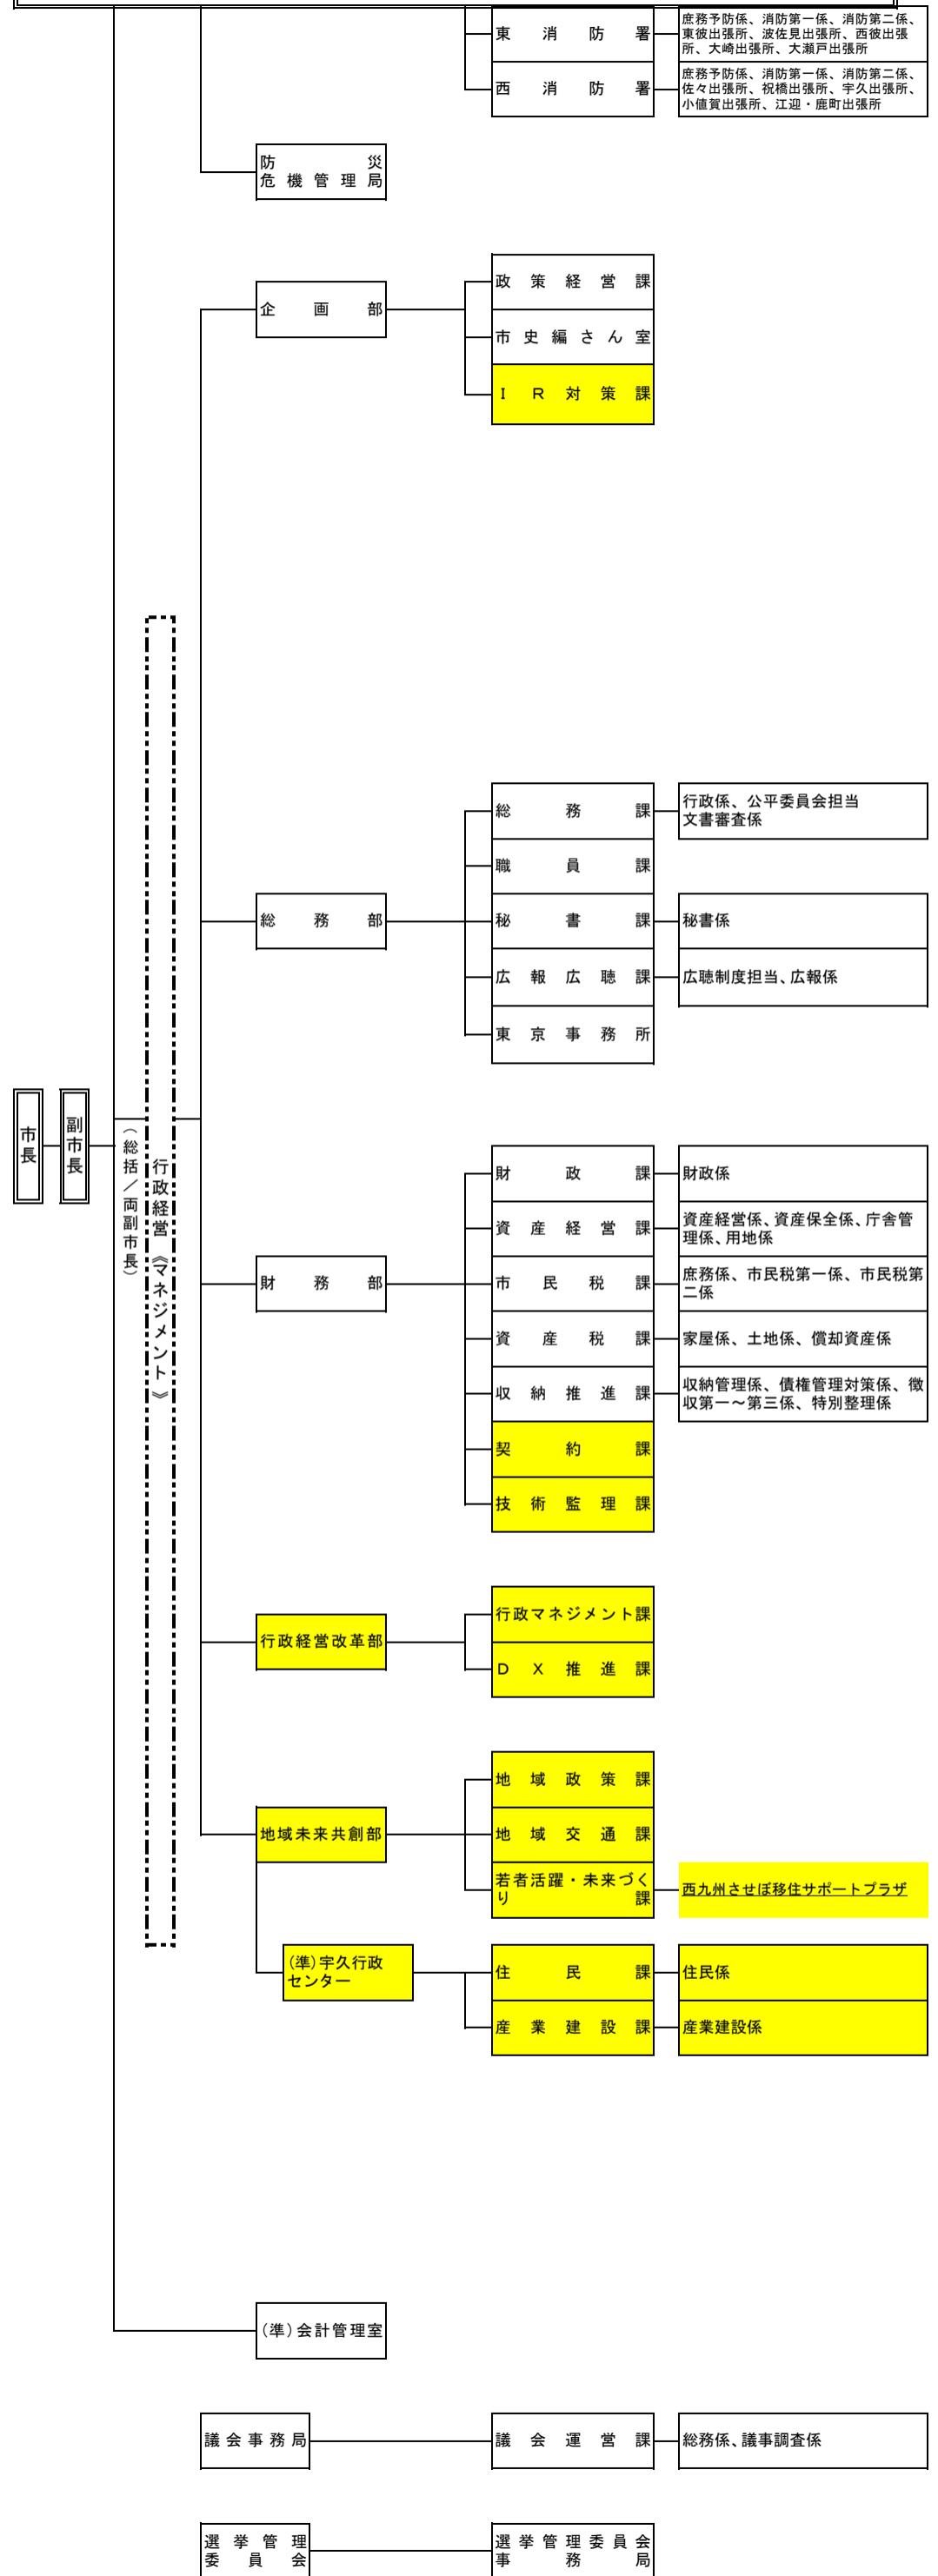 東消防署
庶務予防係、消防第一係、消防第二係、
東彼出張所、波佐見出張所、西彼出張
所、大崎出張所、大瀬戸出張所
西消防署
庶務予防係、消防第一係、消防第二係、
佐々出張所、祝橋出張所、宇久出張所、
小値賀出張所、江迎・鹿町出張所
防災
危機管理局
企画部
政策経営課
市史編さん室
ＩＲ対策課
総務課
行政係、公平委員会担当
文書審査係
職員課
総務部
秘書課
秘書係
広報広聴課
広聴制度担当、広報係
東京事務所
市長
副市長
（総括／両副市長）
行政経営《マネジメント》
財政課
財政係
資産経営課
資産経営係、資産保全係、庁舎管
理係、用地係
財務部
市民税課
庶務係、市民税第一係、市民税第
二係
資産税課
家屋係、土地係、償却資産係
収納推進課
収納管理係、債権管理対策係、徴
収第一～第三係、特別整理係
契約課
技術監理課
行政経営改革部
行政マネジメント課
ＤＸ推進課
地域政策課
地域未来共創部
地域交通課
若者活躍・未来づく
り課
西九州させぼ移住サポートプラザ
（準）宇久行政
センター
住民課
住民係
産業建設課
産業建設係
（準）会計管理室
議会事務局
議会運営課
総務係、議事調査係
選挙管理
委員会
選挙管理委員会
事務局